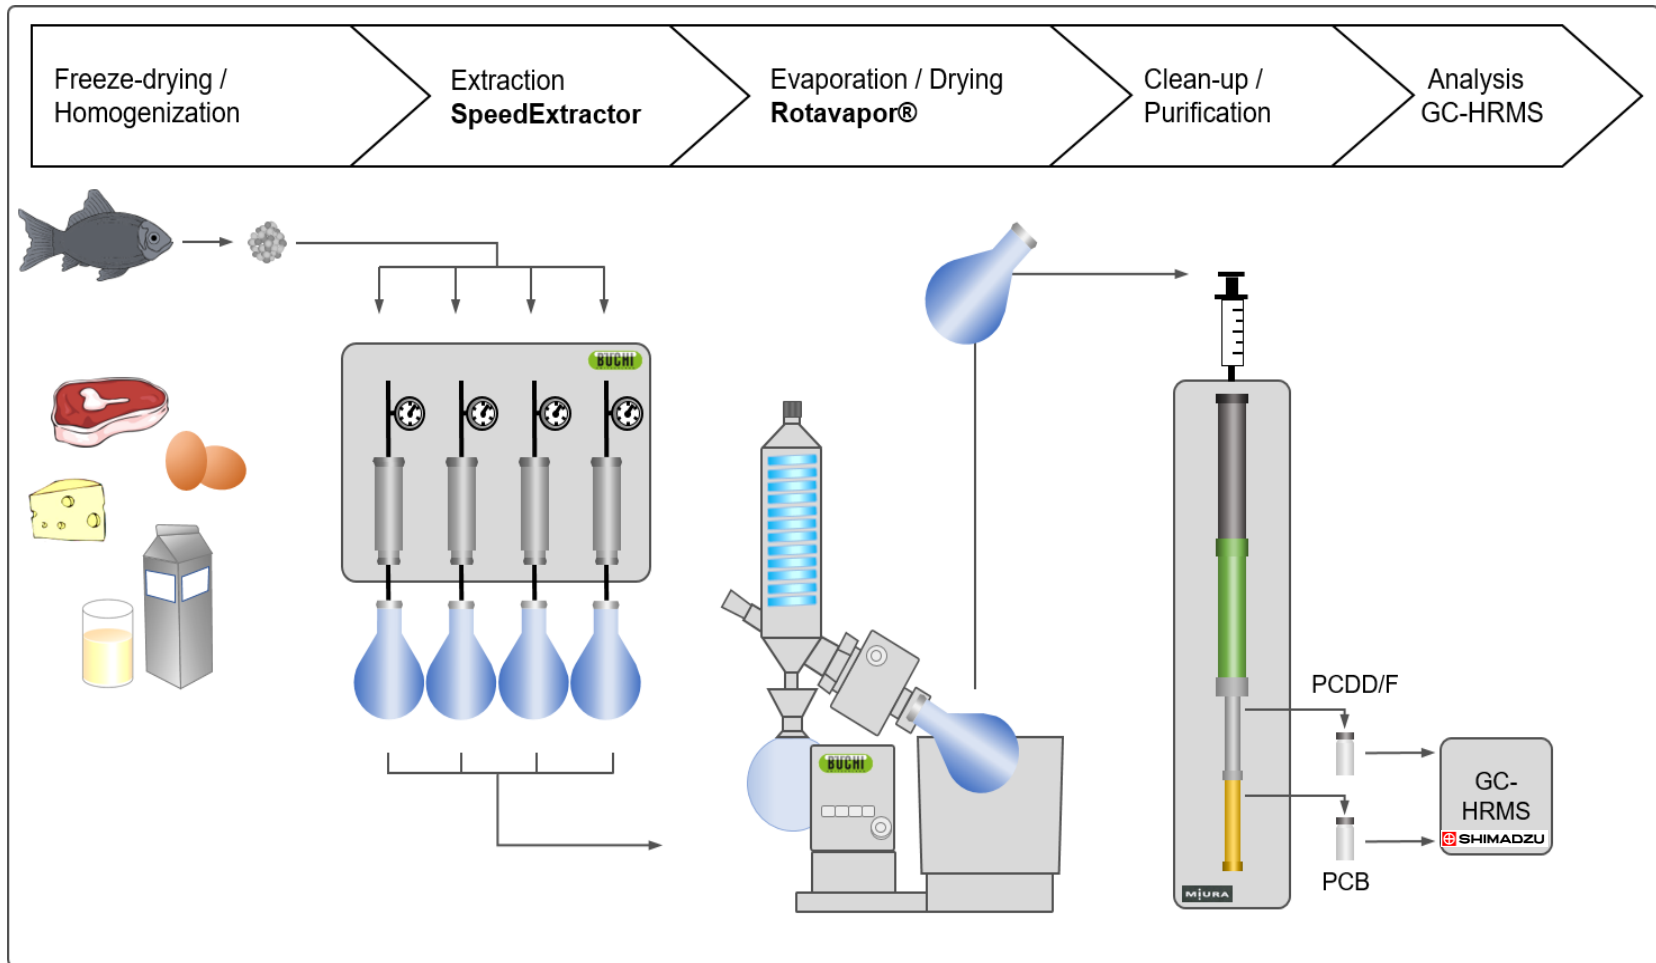 Freeze-drying /
Homogenization
Extraction
SpeedExtractor
Evaporation / Drying
Rotavapor®
Clean-up /
Purification
Analysis
GC-HRMS
BUCHI
BUCHI
PCDD/F
GC-
HRMS
SHIMADZU
PCB
MIURA